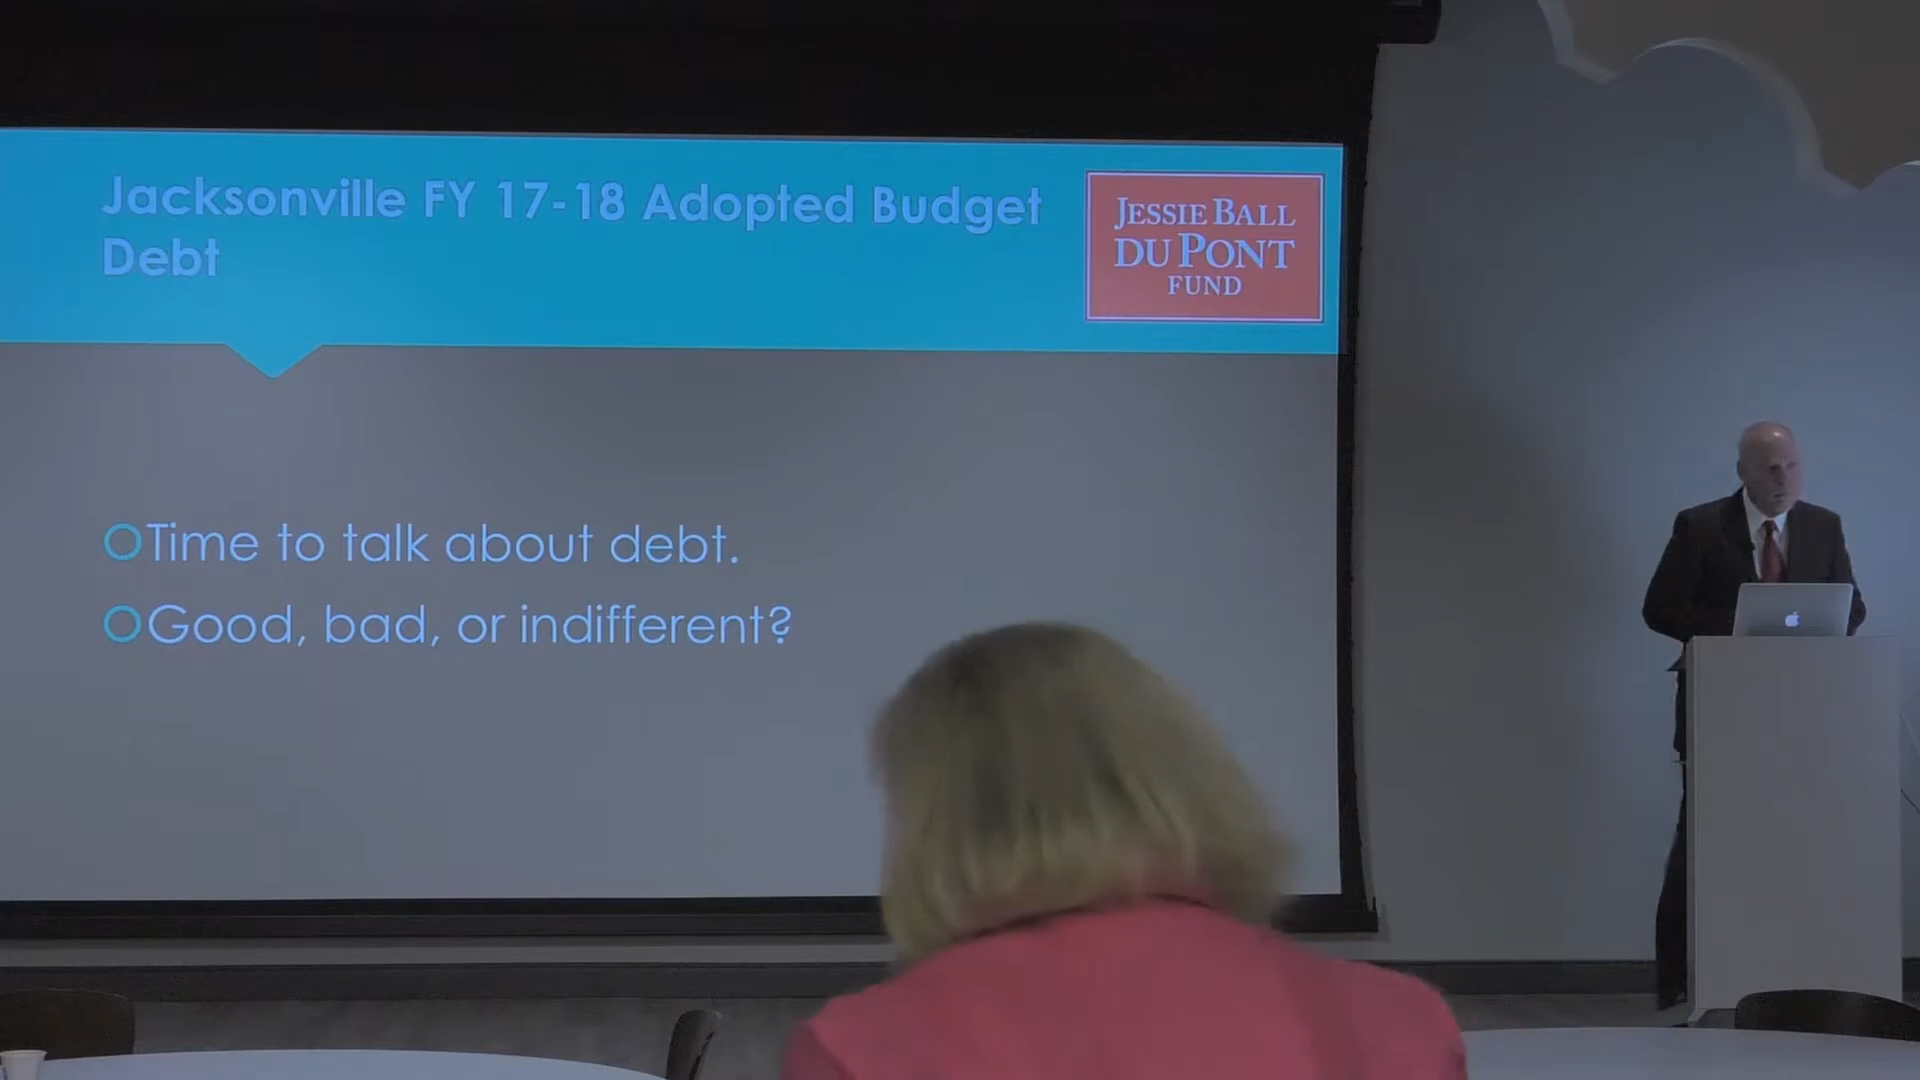 Jacksonville FY 17-18 Adopted Budget
Debt
JESSIE BALL
DU PONT
FUND
Time to talk about debt.
Good, bad, or indifferent?